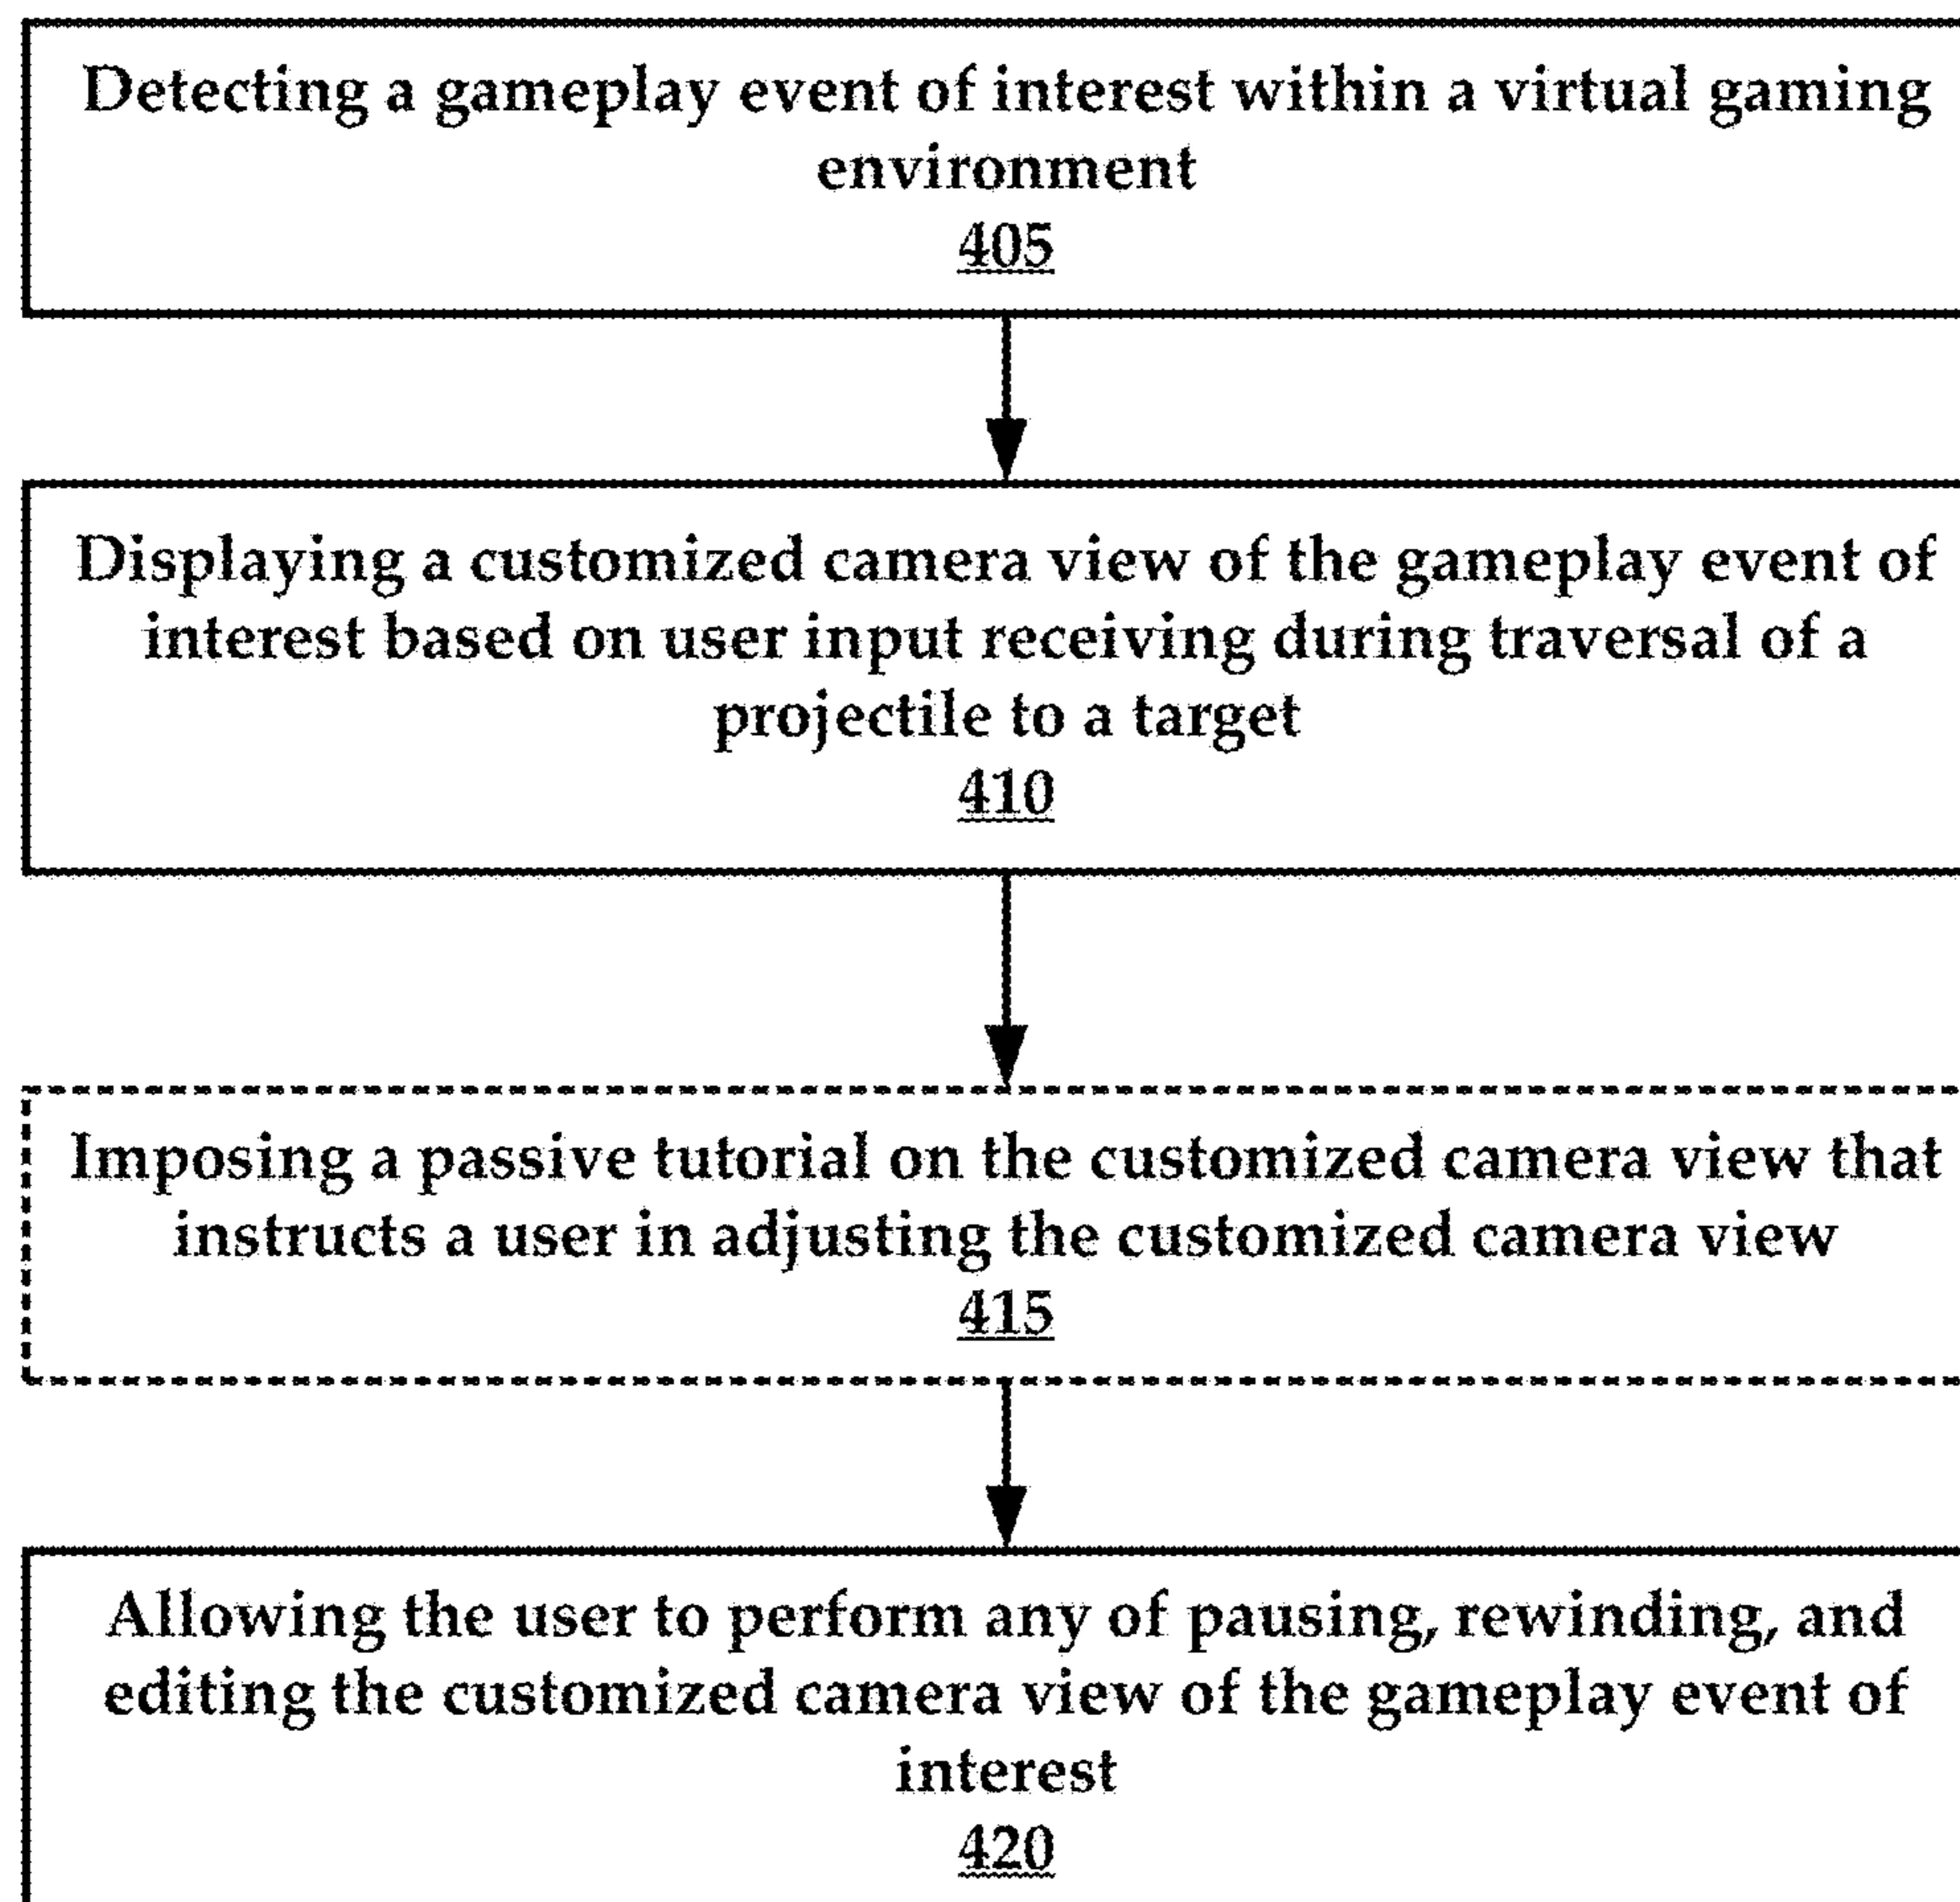 Detecting a gameplay event of interest within a virtual gaming
environment
405
Displaying a customized camera view of the gameplay event of
interest based on user input receiving during traversal of a
projectile to a target
410
Imposing a passive tutorial on the customized camera view that
instructs a user in adjusting the customized camera view
415
Allowing the user to perform any of pausing, rewinding, and
editing the customized camera view of the gameplay event of
interest
420